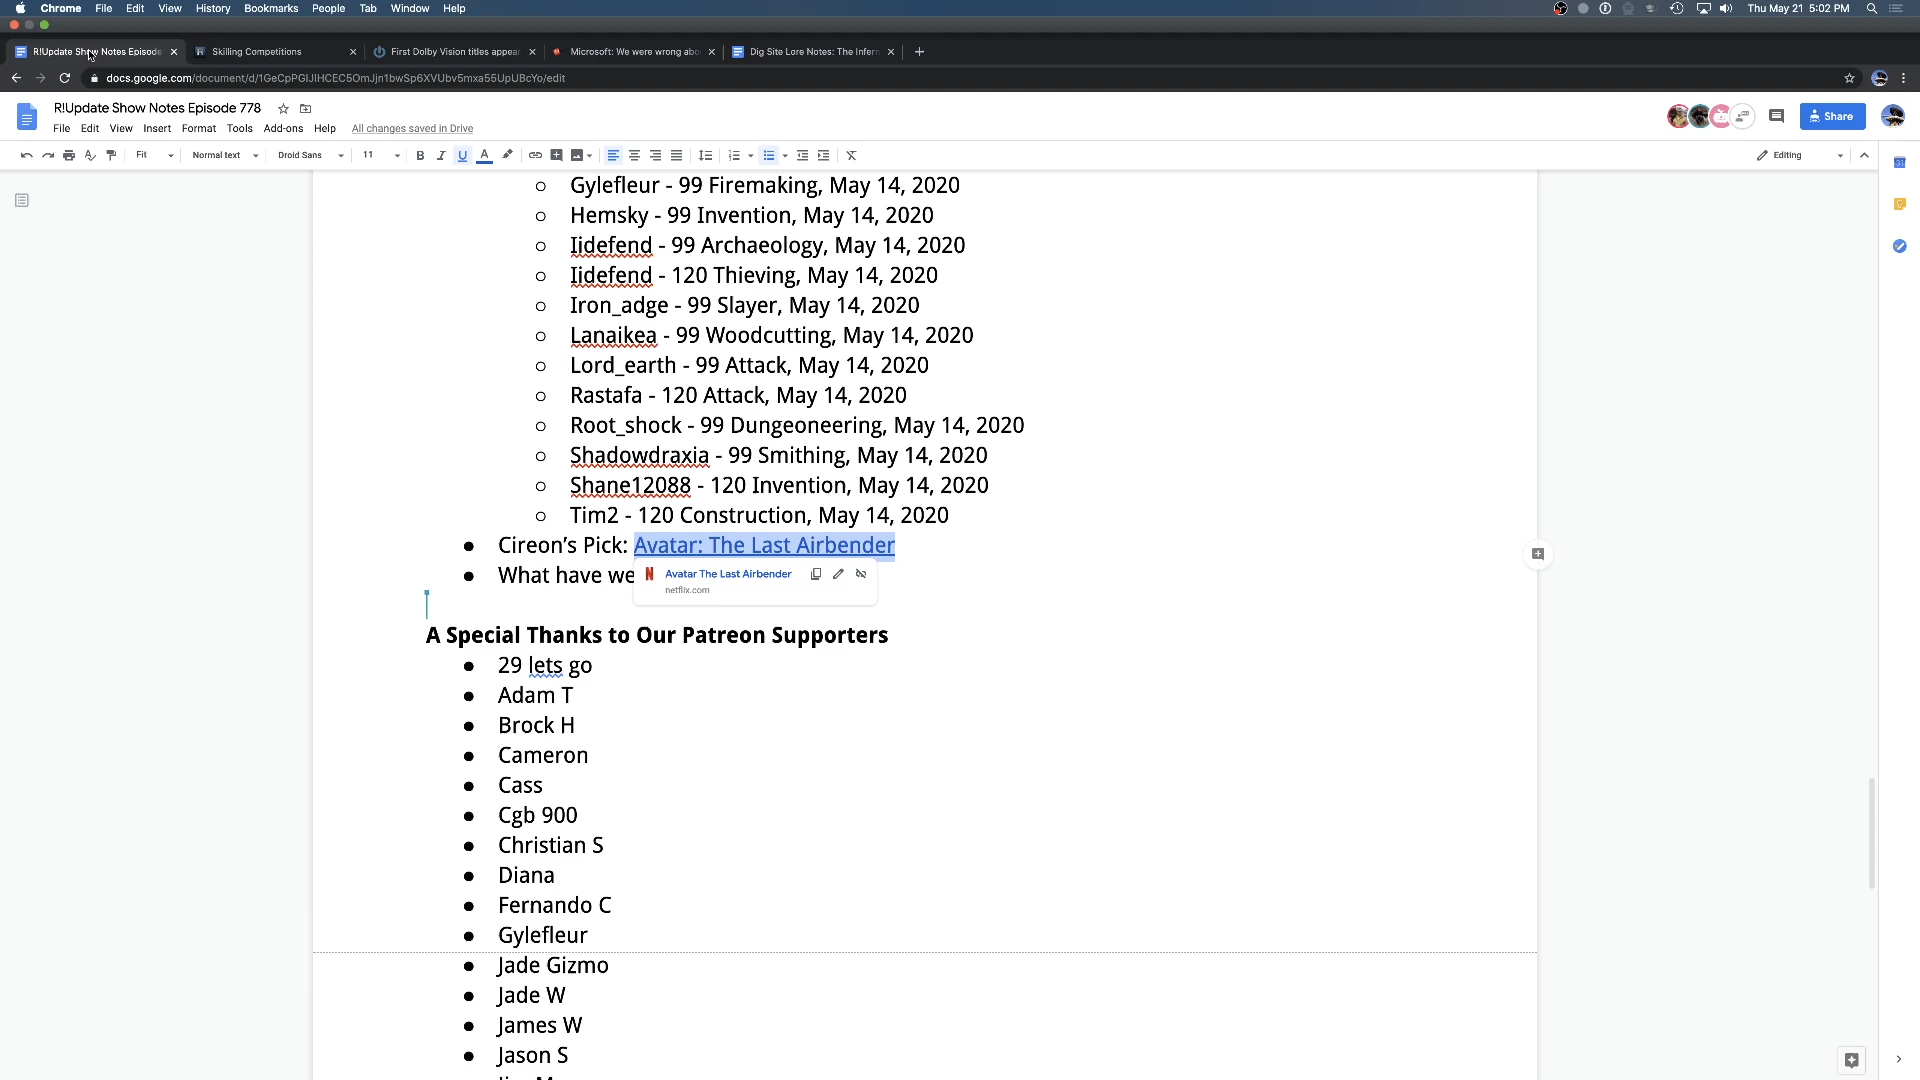 Chrome File Edit View History Bookmarks People Tab Window Help Thu May 21 5:02 PM
R!Update Show Notes Episode Skilling Competitions First Dolby Vision titles appear Microsoft: We were wrong abo Dig Site Lore Notes: The Infern
docs.google.com/document/d/1GeCpPGIJIHCEC5OmJjn1bwSp6XVUbv5mxa55UpUBcYo/edit
R!Update Show Notes Episode 778
File Edit View Insert Format Tools Add-ons Help All changes saved in Drive
Share
Fit Normal text Droid Sans 11 B I U A Editing
Gylefleur - 99 Firemaking, May 14, 2020
Hemsky - 99 Invention, May 14, 2020
Iidefend - 99 Archaeology, May 14, 2020
Iidefend - 120 Thieving, May 14, 2020
Iron_adge - 99 Slayer, May 14, 2020
Lanaikea - 99 Woodcutting, May 14, 2020
Lord_earth - 99 Attack, May 14, 2020
Rastafa - 120 Attack, May 14, 2020
Root_shock - 99 Dungeoneering, May 14, 2020
Shadowdraxia - 99 Smithing, May 14, 2020
Shane12088 - 120 Invention, May 14, 2020
Tim2 - 120 Construction, May 14, 2020
Cireon’s Pick: Avatar: The Last Airbender
What have we
Avatar The Last Airbender
netflix.com
A Special Thanks to Our Patreon Supporters
29 lets go
Adam T
Brock H
Cameron
Cass
Cgb 900
Christian S
Diana
Fernando C
Gylefleur
Jade Gizmo
Jade W
James W
Jason S